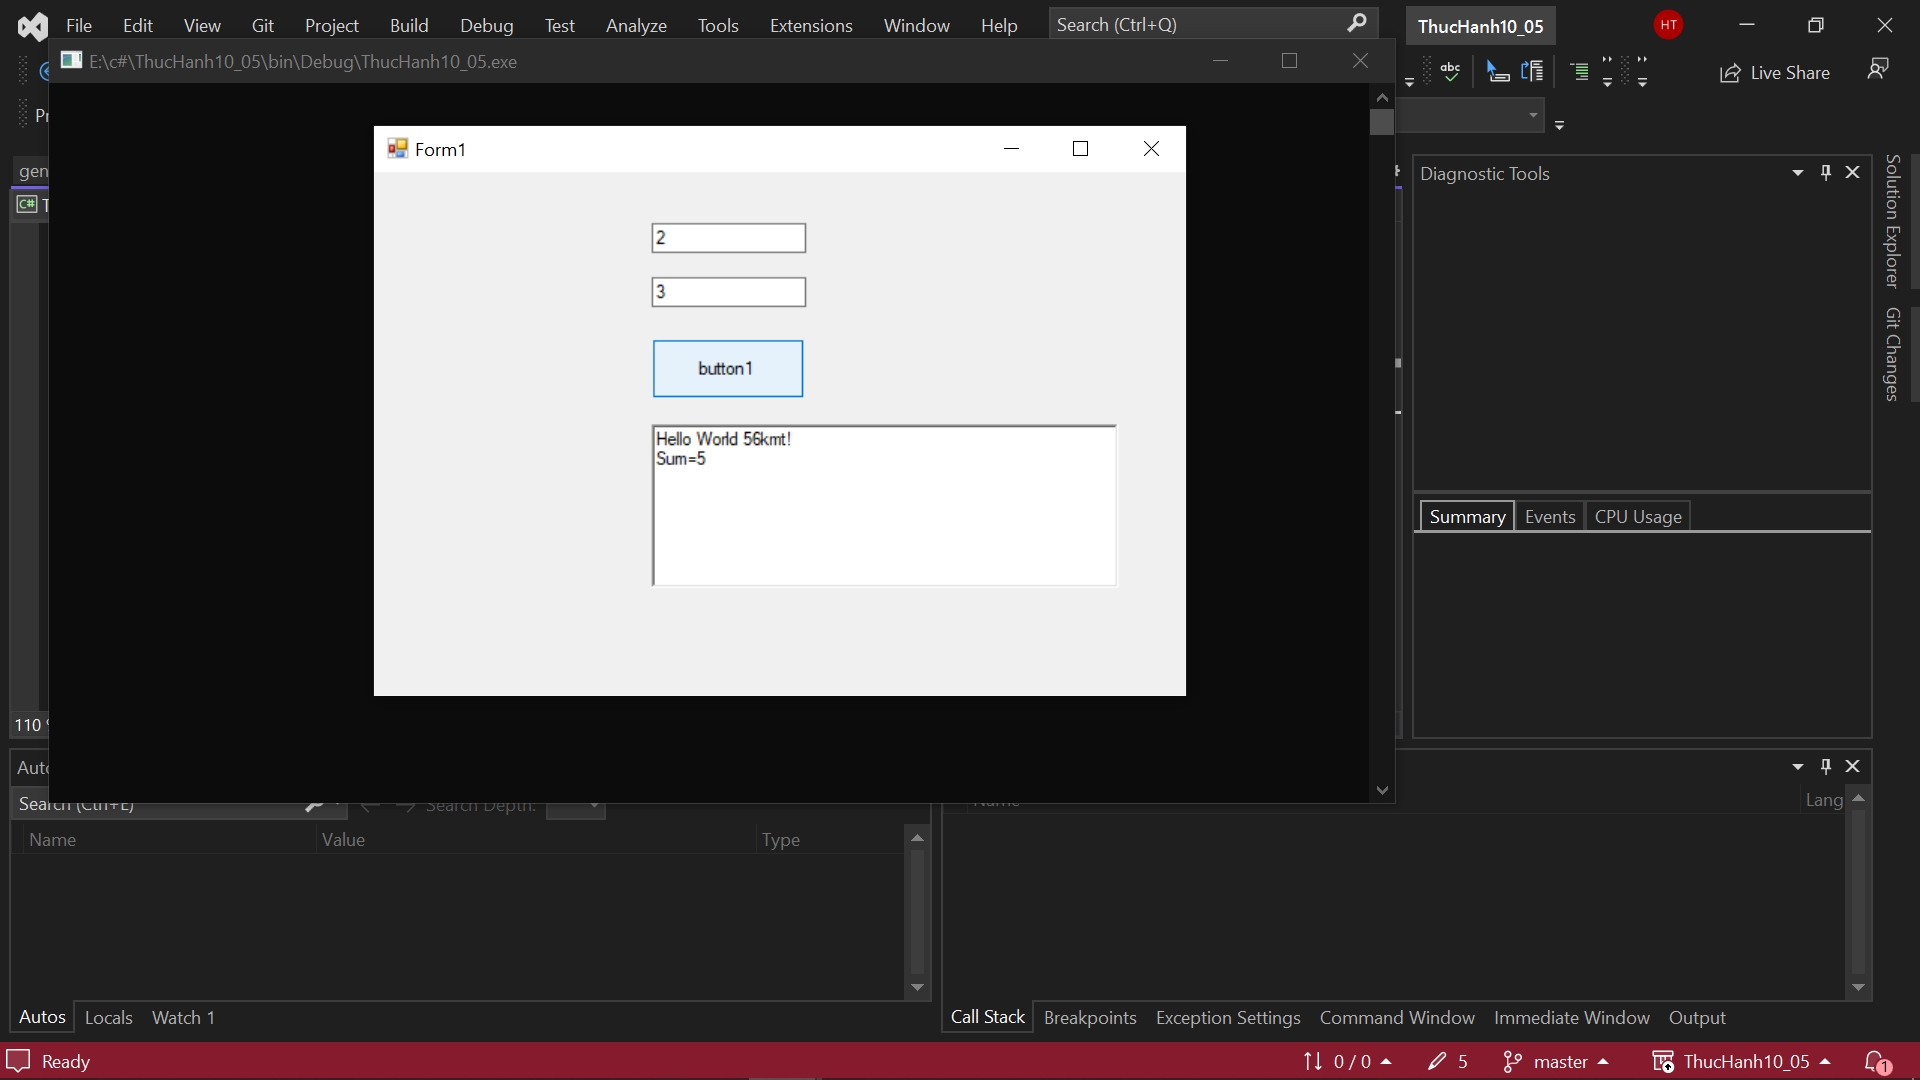 File Edit View Git Project Build Debug Test Analyze Tools Extensions Window Help Search (Ctrl+Q) ThucHanh10_05 HT
E:\c#\ThucHanh10_05\bin\Debug\ThucHanh10_05.exe
abc Live Share
Form1
Diagnostic Tools
Solution Explorer
Git Changes
C#
2
3
button1
Hello World 56kmt!
Sum=5
Summary Events CPU Usage
110
Search (Ctrl+E) Search Depth:
Name Lang
Name Value Type
Autos Locals Watch 1
Call Stack Breakpoints Exception Settings Command Window Immediate Window Output
Ready 0 / 0 5 master ThucHanh10_05 1